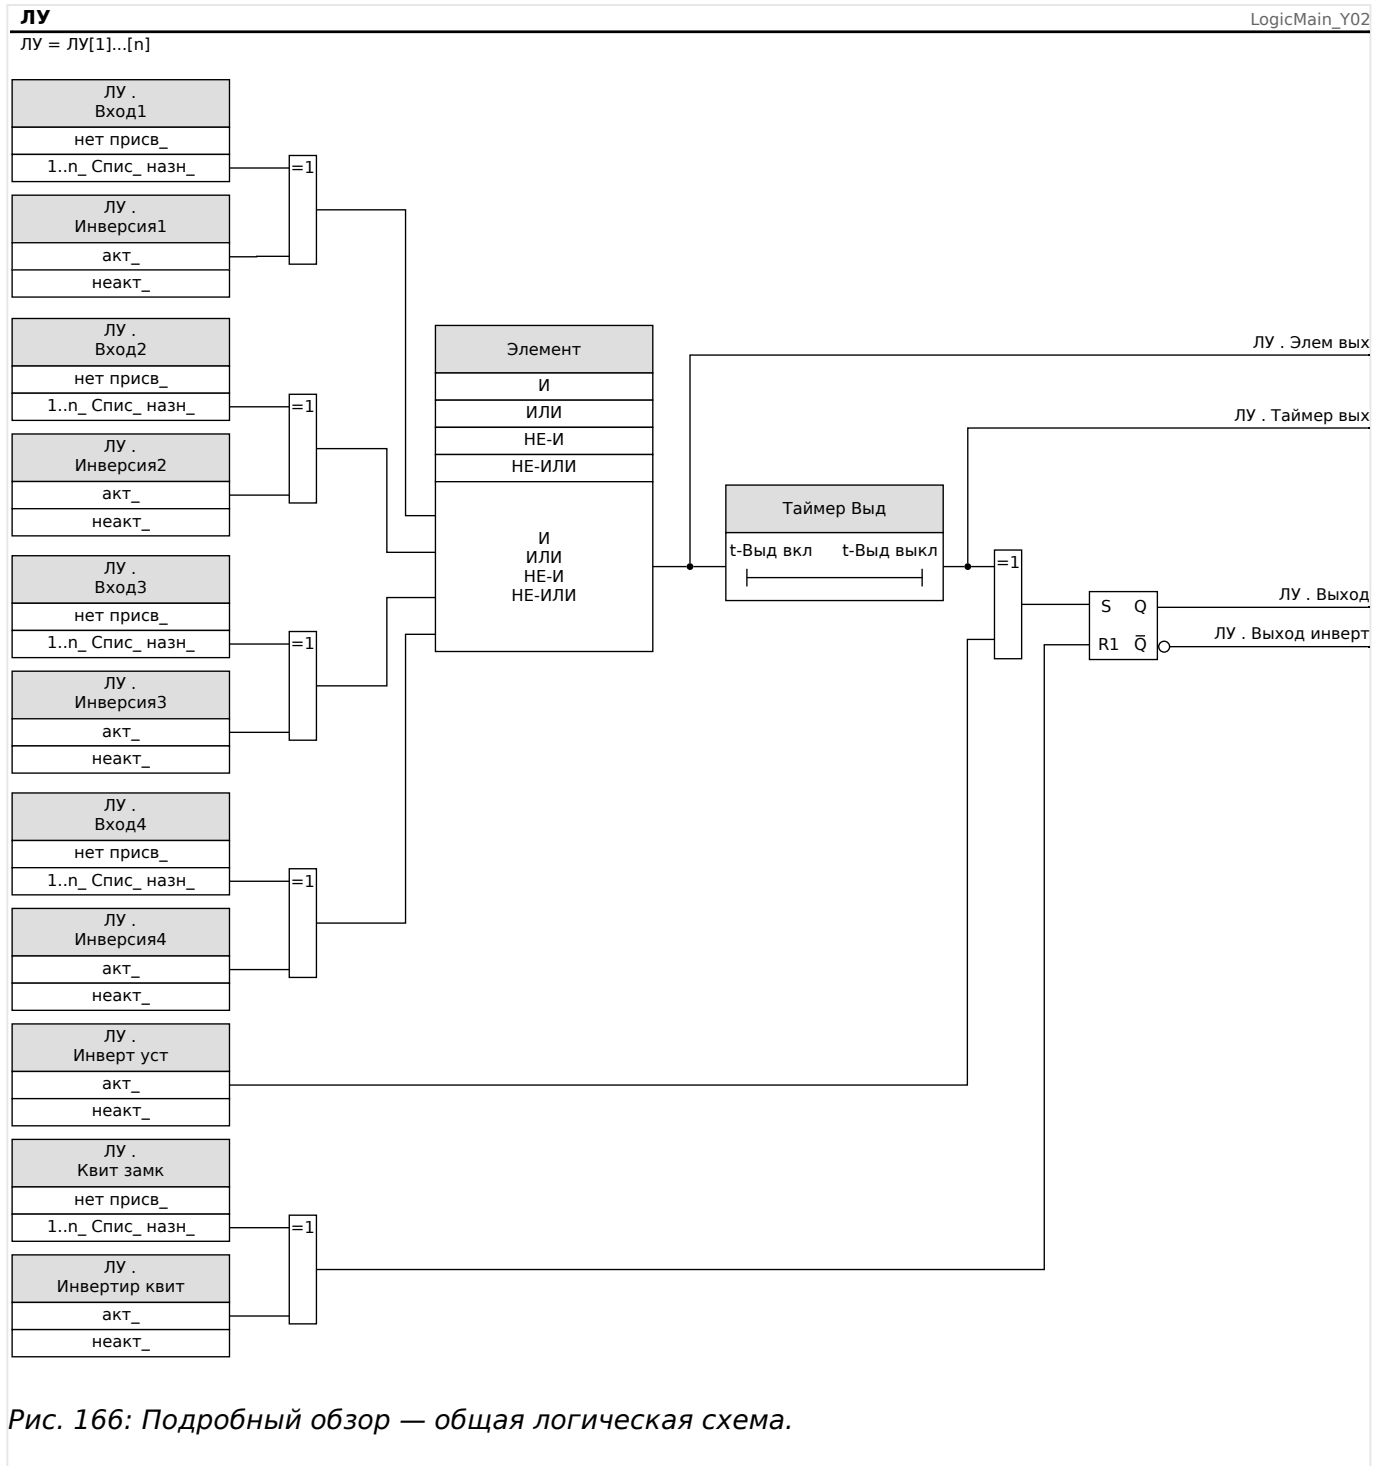 ЛУ
LogicMain_Y02
ЛУ = ЛУ[1]...[n]
ЛУ .
Вход1
нет присв_
1..n_ Спис_ назн_
=1
ЛУ .
Инверсия1
акт_
неакт_
ЛУ .
Вход2
нет присв_
1..n_ Спис_ назн_
=1
ЛУ .
Инверсия2
акт_
неакт_
ЛУ .
Вход3
нет присв_
1..n_ Спис_ назн_
=1
ЛУ .
Инверсия3
акт_
неакт_
ЛУ .
Вход4
нет присв_
1..n_ Спис_ назн_
=1
ЛУ .
Инверсия4
акт_
неакт_
ЛУ .
Инверт уст
акт_
неакт_
ЛУ .
Квит замк
нет присв_
1..n_ Спис_ назн_
=1
ЛУ .
Инвертир квит
акт_
неакт_
Элемент
И
ИЛИ
НЕ-И
НЕ-ИЛИ
И
ИЛИ
НЕ-И
НЕ-ИЛИ
ЛУ . Элем вых
ЛУ . Таймер вых
Таймер Выд
t-Выд вкл t-Выд выкл
=1
S Q
R1 Q̅
ЛУ . Выход
ЛУ . Выход инверт
Рис. 166: Подробный обзор — общая логическая схема.